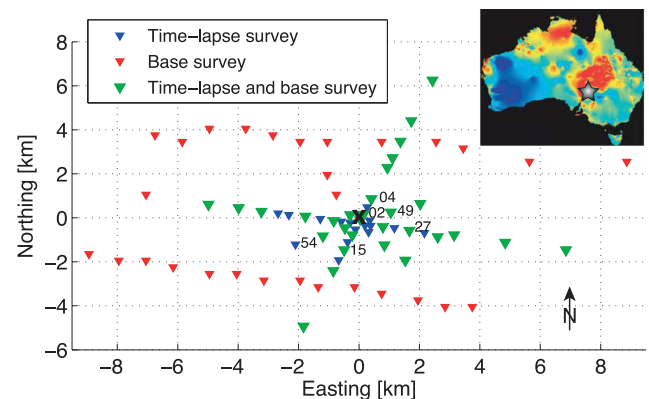 Time-lapse survey
Base survey
Time-lapse and base survey
8
6
4
2
0
−2
−4
−6
Northing [km]
04
02
49
27
54
15
X
N
−8 −6 −4 −2 0 2 4 6 8
Easting [km]